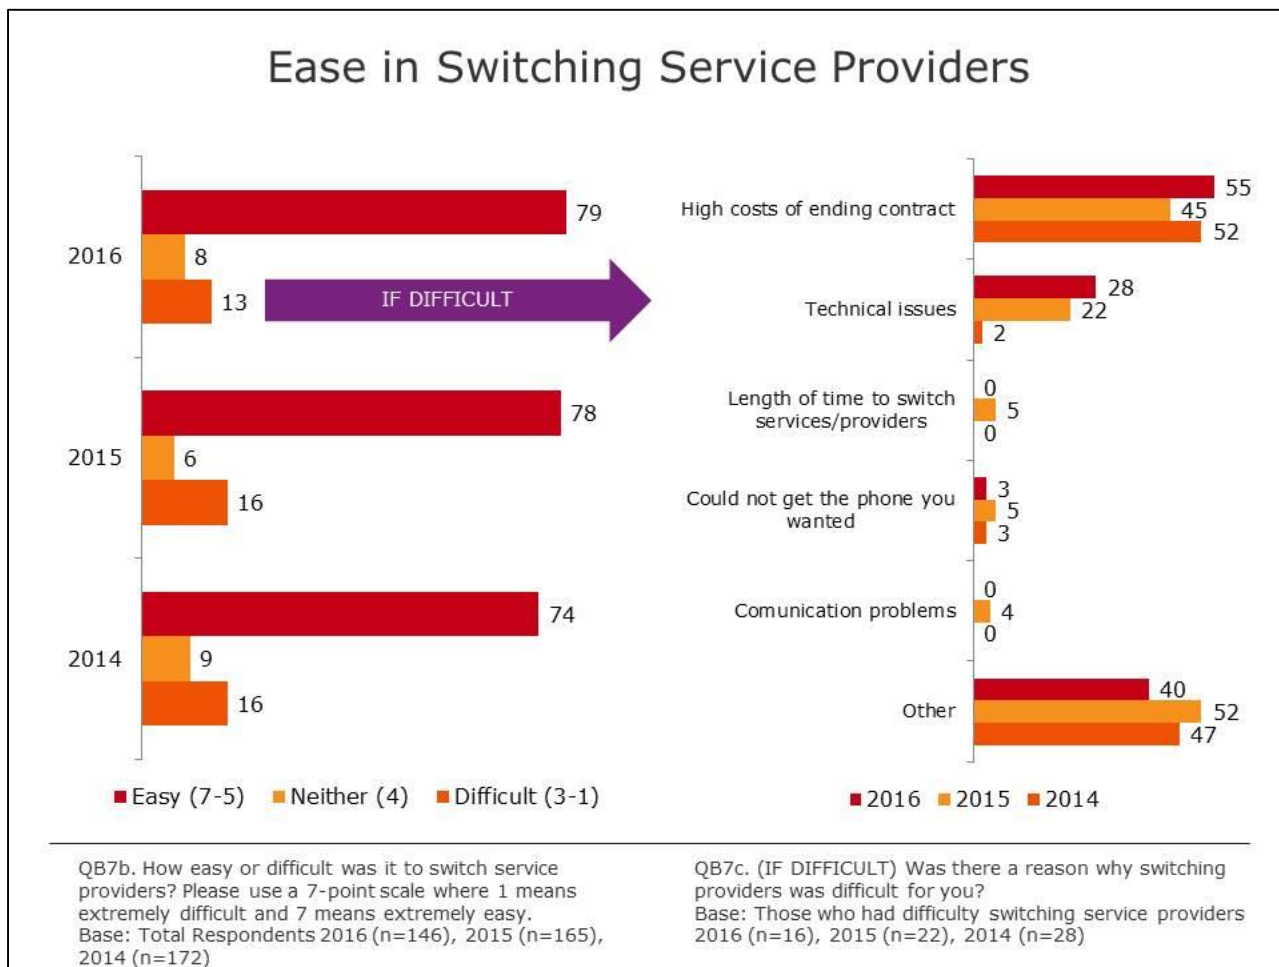 Ease in Switching Service Providers
2016
79
8
13
IF DIFFICULT
2015
78
6
16
2014
74
9
16
Easy (7-5) Neither (4) Difficult (3-1)
High costs of ending contract
55
45
52
Technical issues
28
22
2
Length of time to switch
services/providers
0
5
0
Could not get the phone you
wanted
3
5
3
Comunication problems
0
4
0
Other
40
52
47
2016 2015 2014
QB7b. How easy or difficult was it to switch service
providers? Please use a 7-point scale where 1 means
extremely difficult and 7 means extremely easy.
Base: Total Respondents 2016 (n=146), 2015 (n=165),
2014 (n=172)
QB7c. (IF DIFFICULT) Was there a reason why switching
providers was difficult for you?
Base: Those who had difficulty switching service providers
2016 (n=16), 2015 (n=22), 2014 (n=28)